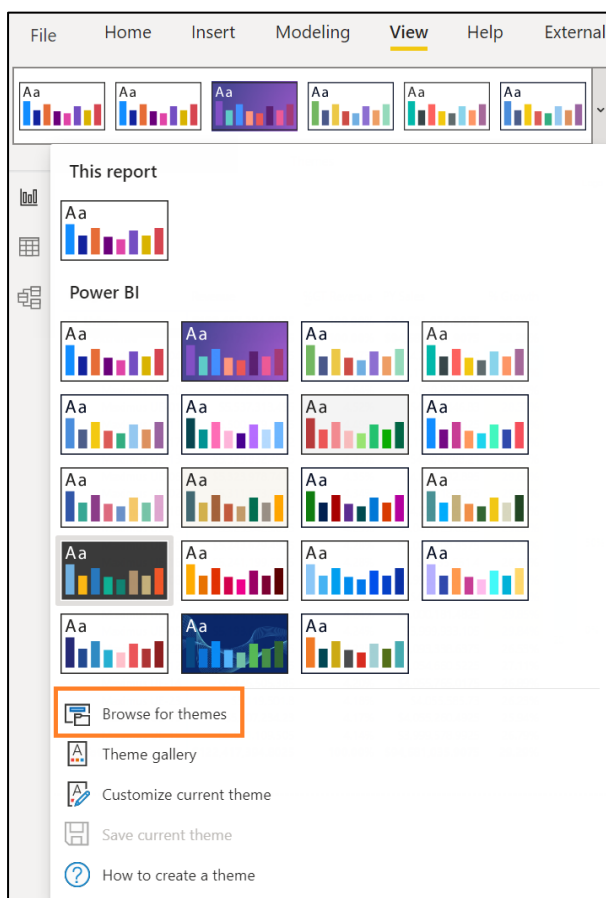 File Home Insert Modeling View Help External
Aa Aa Aa Aa Aa Aa
This report
Aa
Power BI
Aa Aa Aa Aa
Aa Aa Aa Aa
Aa Aa Aa Aa
Aa Aa Aa Aa
Aa Aa Aa
Browse for themes
Theme gallery
Customize current theme
Save current theme
How to create a theme